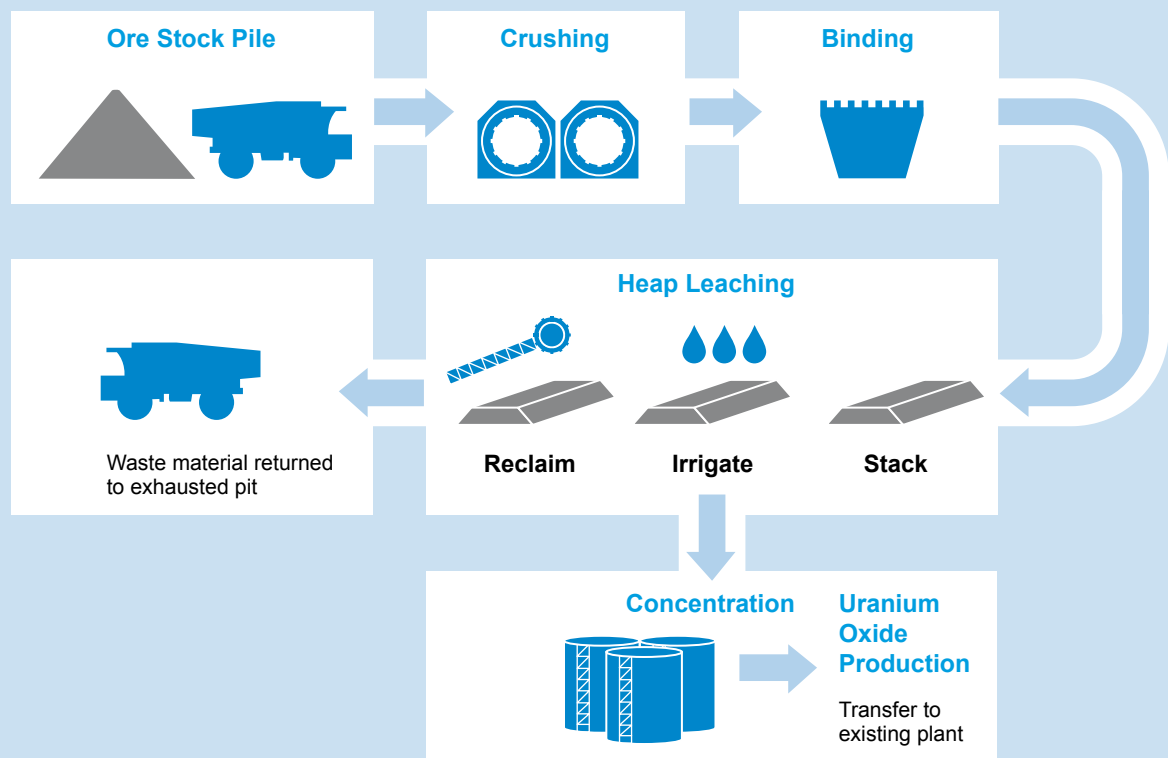 Ore Stock Pile
Crushing
Binding
Heap Leaching
Reclaim
Irrigate
Stack
Waste material returned
to exhausted pit
Concentration
Uranium
Oxide
Production
Transfer to
existing plant